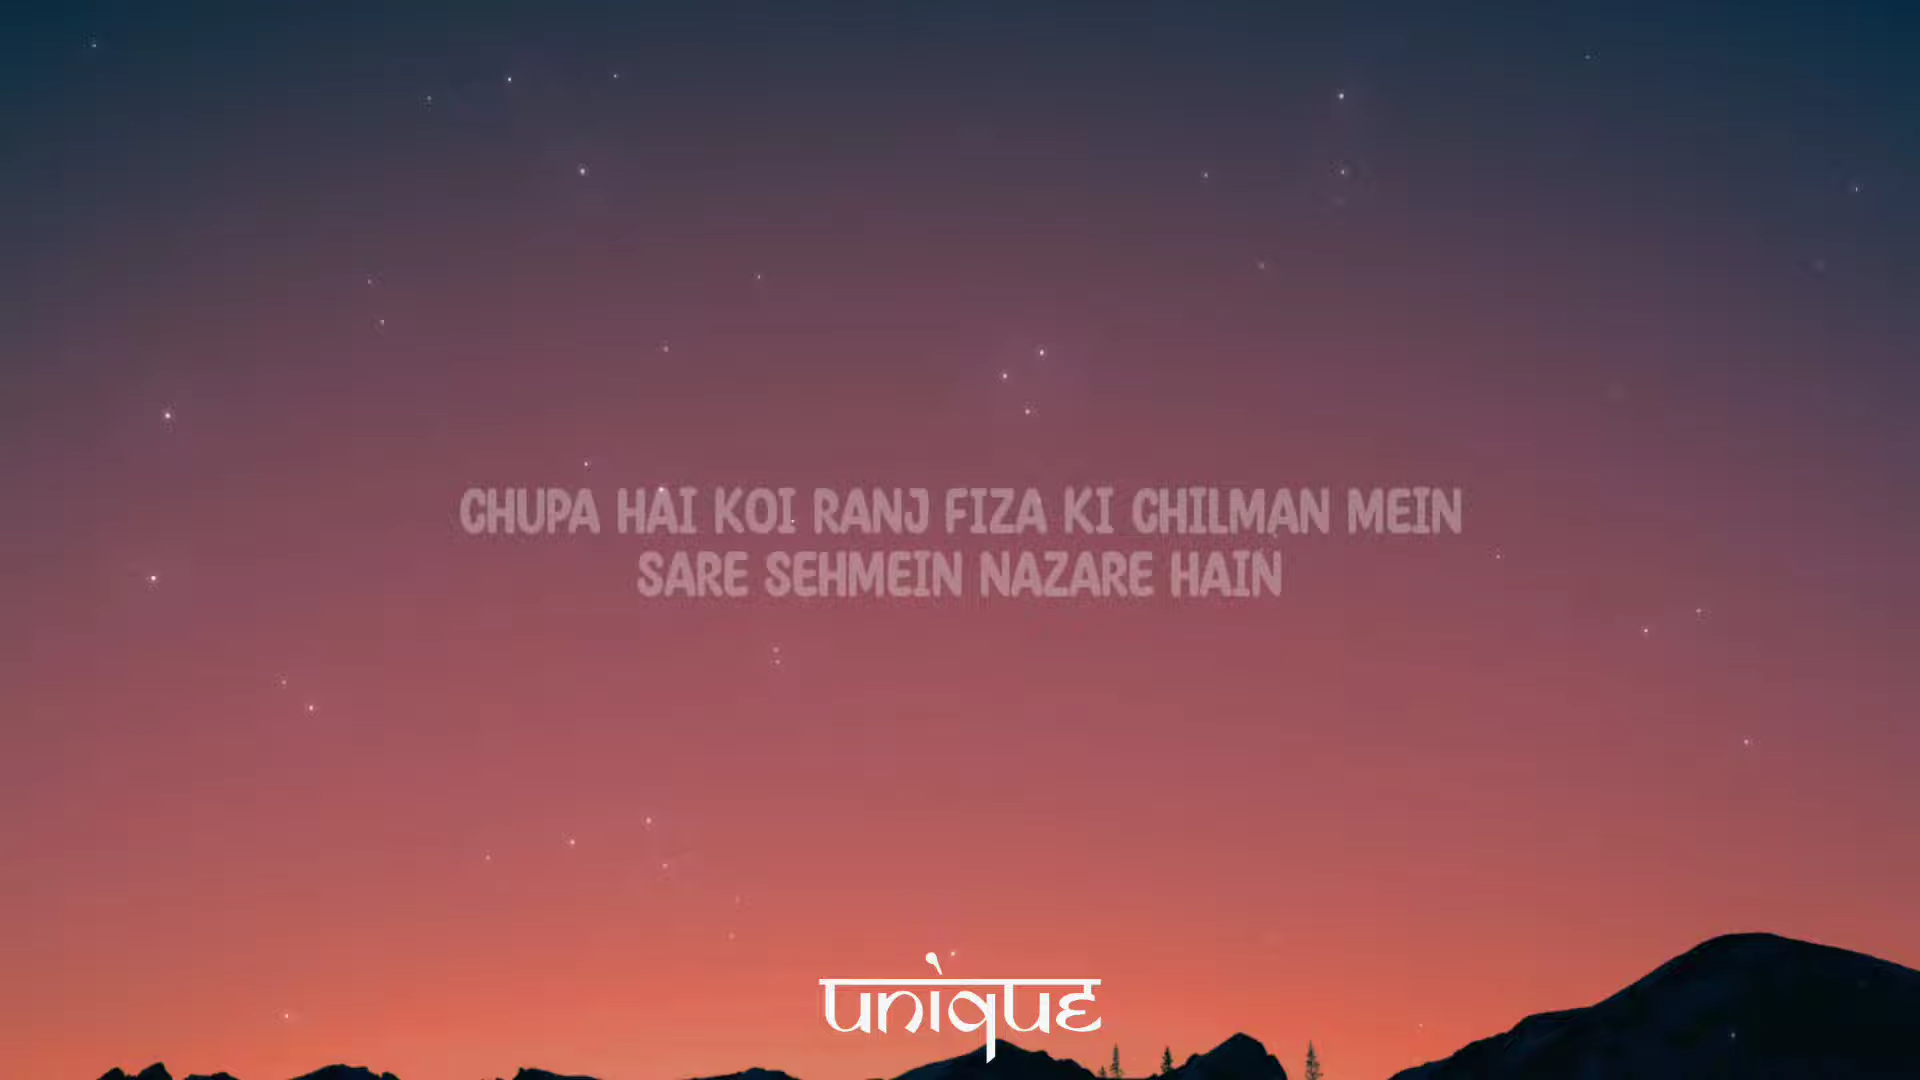 CHUPA HAI KOI RANJ FIZA KI CHILMAN MEIN
SARE SEHMEIN NAZARE HAIN
unique